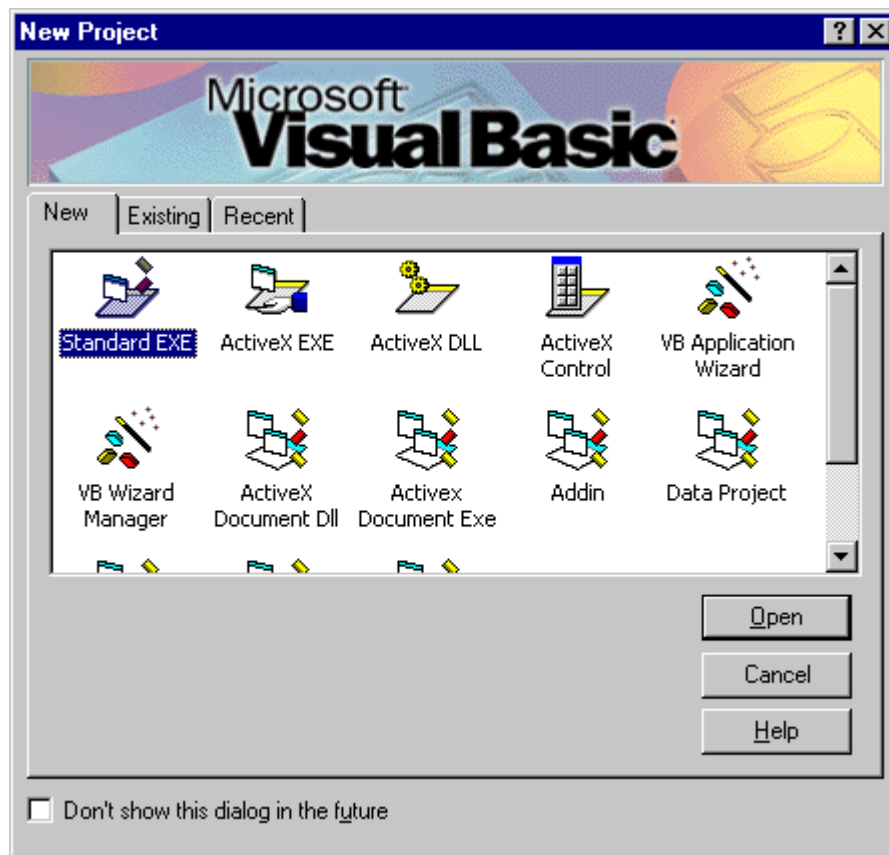 New Project
Microsoft
Visual Basic
New Existing Recent
Standard EXE ActiveX EXE ActiveX DLL ActiveX Control VB Application Wizard
VB Wizard Manager ActiveX Document Dll Activex Document Exe Addin Data Project
Open
Cancel
Help
Don't show this dialog in the future